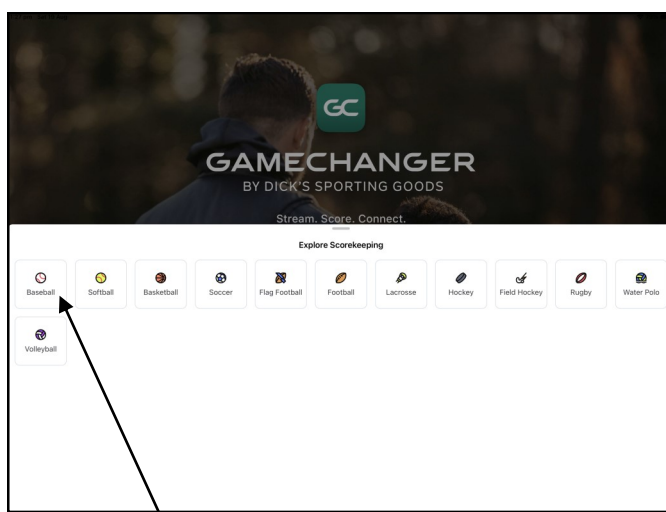 GC
GAMECHANGER
BY DICK'S SPORTING GOODS
Stream. Score. Connect.
Explore Scorekeeping
Baseball Softball Basketball Soccer Flag Football Football Lacrosse Hockey Field Hockey Rugby Water Polo
Volleyball